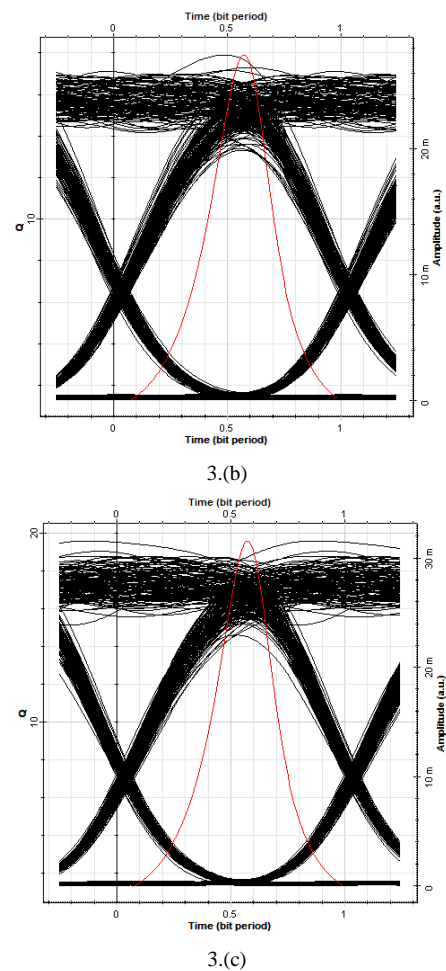 Time (bit period)
0 0.5 1
Q
10
20 m
10 m
0
Amplitude (a.u.)
0 0.5 1
Time (bit period)
3.(b)
Time (bit period)
0 0.5 1
Q
20
10
30 m
20 m
10 m
0
Amplitude (a.u.)
0 0.5 1
Time (bit period)
3.(c)